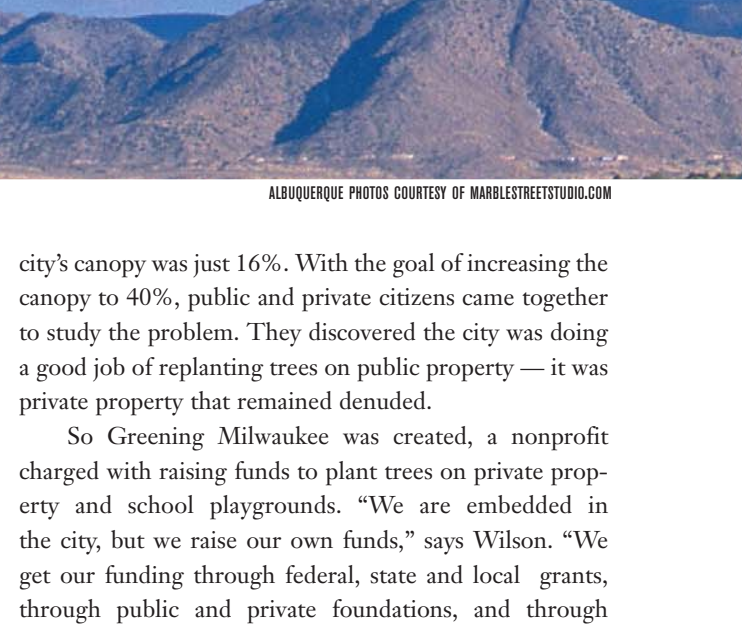 ALBUQUERQUE PHOTOS COURTESY OF MARBLESTREETSTUDIO.COM
city’s canopy was just 16%. With the goal of increasing the
canopy to 40%, public and private citizens came together
to study the problem. They discovered the city was doing
a good job of replanting trees on public property — it was
private property that remained denuded.
So Greening Milwaukee was created, a nonprofit
charged with raising funds to plant trees on private prop-
erty and school playgrounds. “We are embedded in
the city, but we raise our own funds,” says Wilson. “We
get our funding through federal, state and local grants,
through public and private foundations, and through